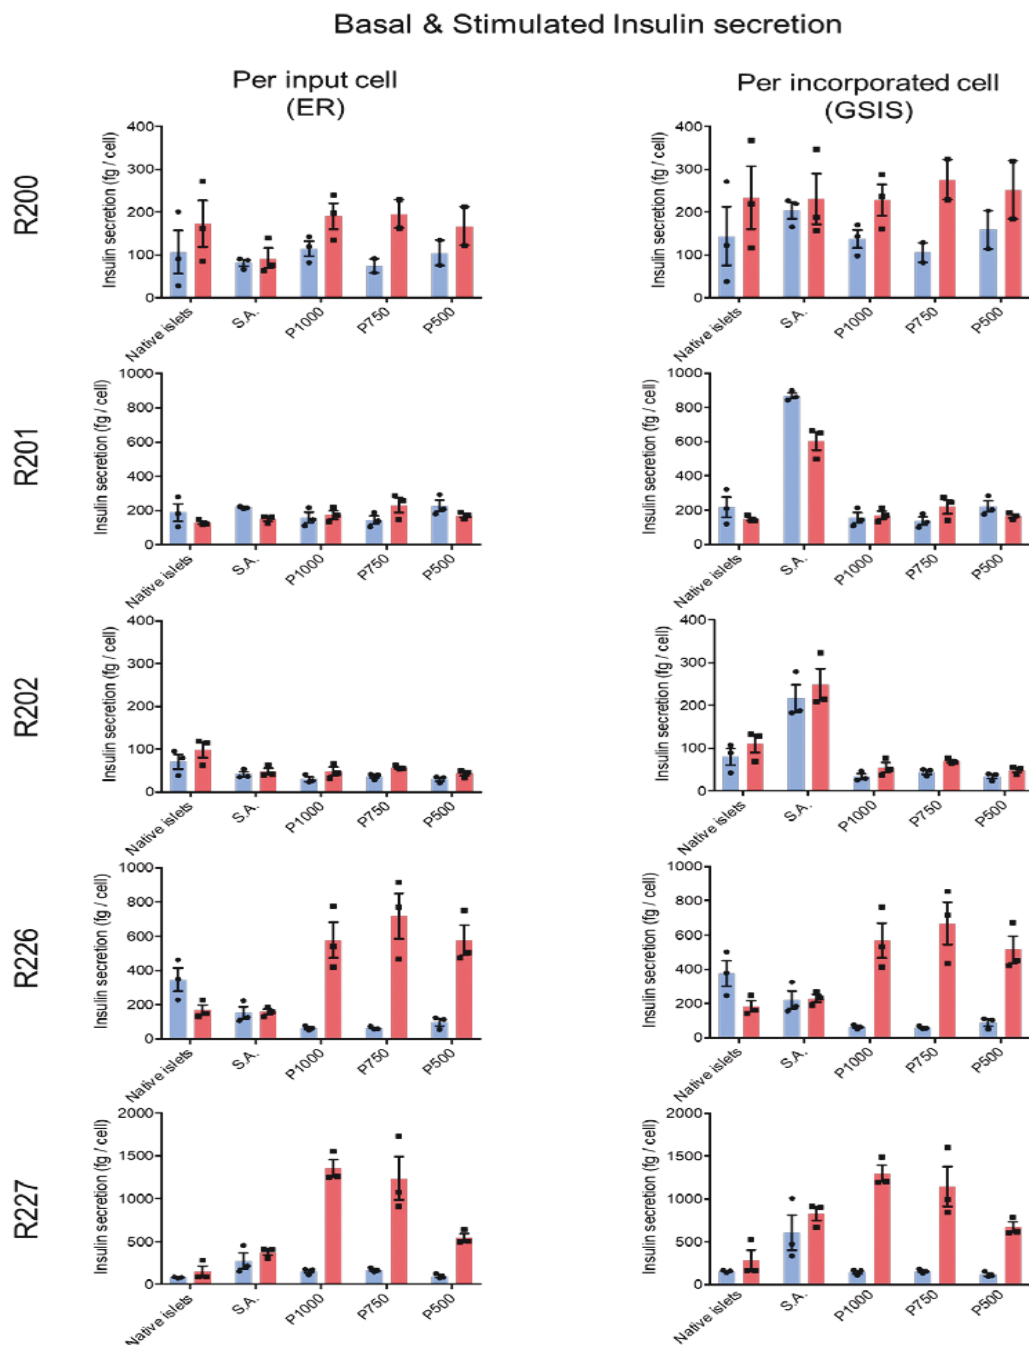 Basal & Stimulated Insulin secretion
Per input cell
(ER)
Per incorporated cell
(GSIS)
R200
Insulin secretion (fg / cell)
400
300
200
100
0
Native islets
S.A.
P1000
P750
P500
Insulin secretion (fg / cell)
400
300
200
100
0
Native islets
S.A.
P1000
P750
P500
R201
Insulin secretion (fg / cell)
1000
800
600
400
200
0
Native islets
S.A.
P1000
P750
P500
Insulin secretion (fg / cell)
1000
800
600
400
200
0
Native islets
S.A.
P1000
P750
P500
R202
Insulin secretion (fg / cell)
400
300
200
100
0
Native islets
S.A.
P1000
P750
P500
Insulin secretion (fg / cell)
400
300
200
100
0
Native islets
S.A.
P1000
P750
P500
R226
Insulin secretion (fg / cell)
1000
800
600
400
200
0
Native islets
S.A.
P1000
P750
P500
Insulin secretion (fg / cell)
1000
800
600
400
200
0
Native islets
S.A.
P1000
P750
P500
R227
Insulin secretion (fg / cell)
2000
1500
1000
500
0
Native islets
S.A.
P1000
P750
P500
Insulin secretion (fg / cell)
2000
1500
1000
500
0
Native islets
S.A.
P1000
P750
P500